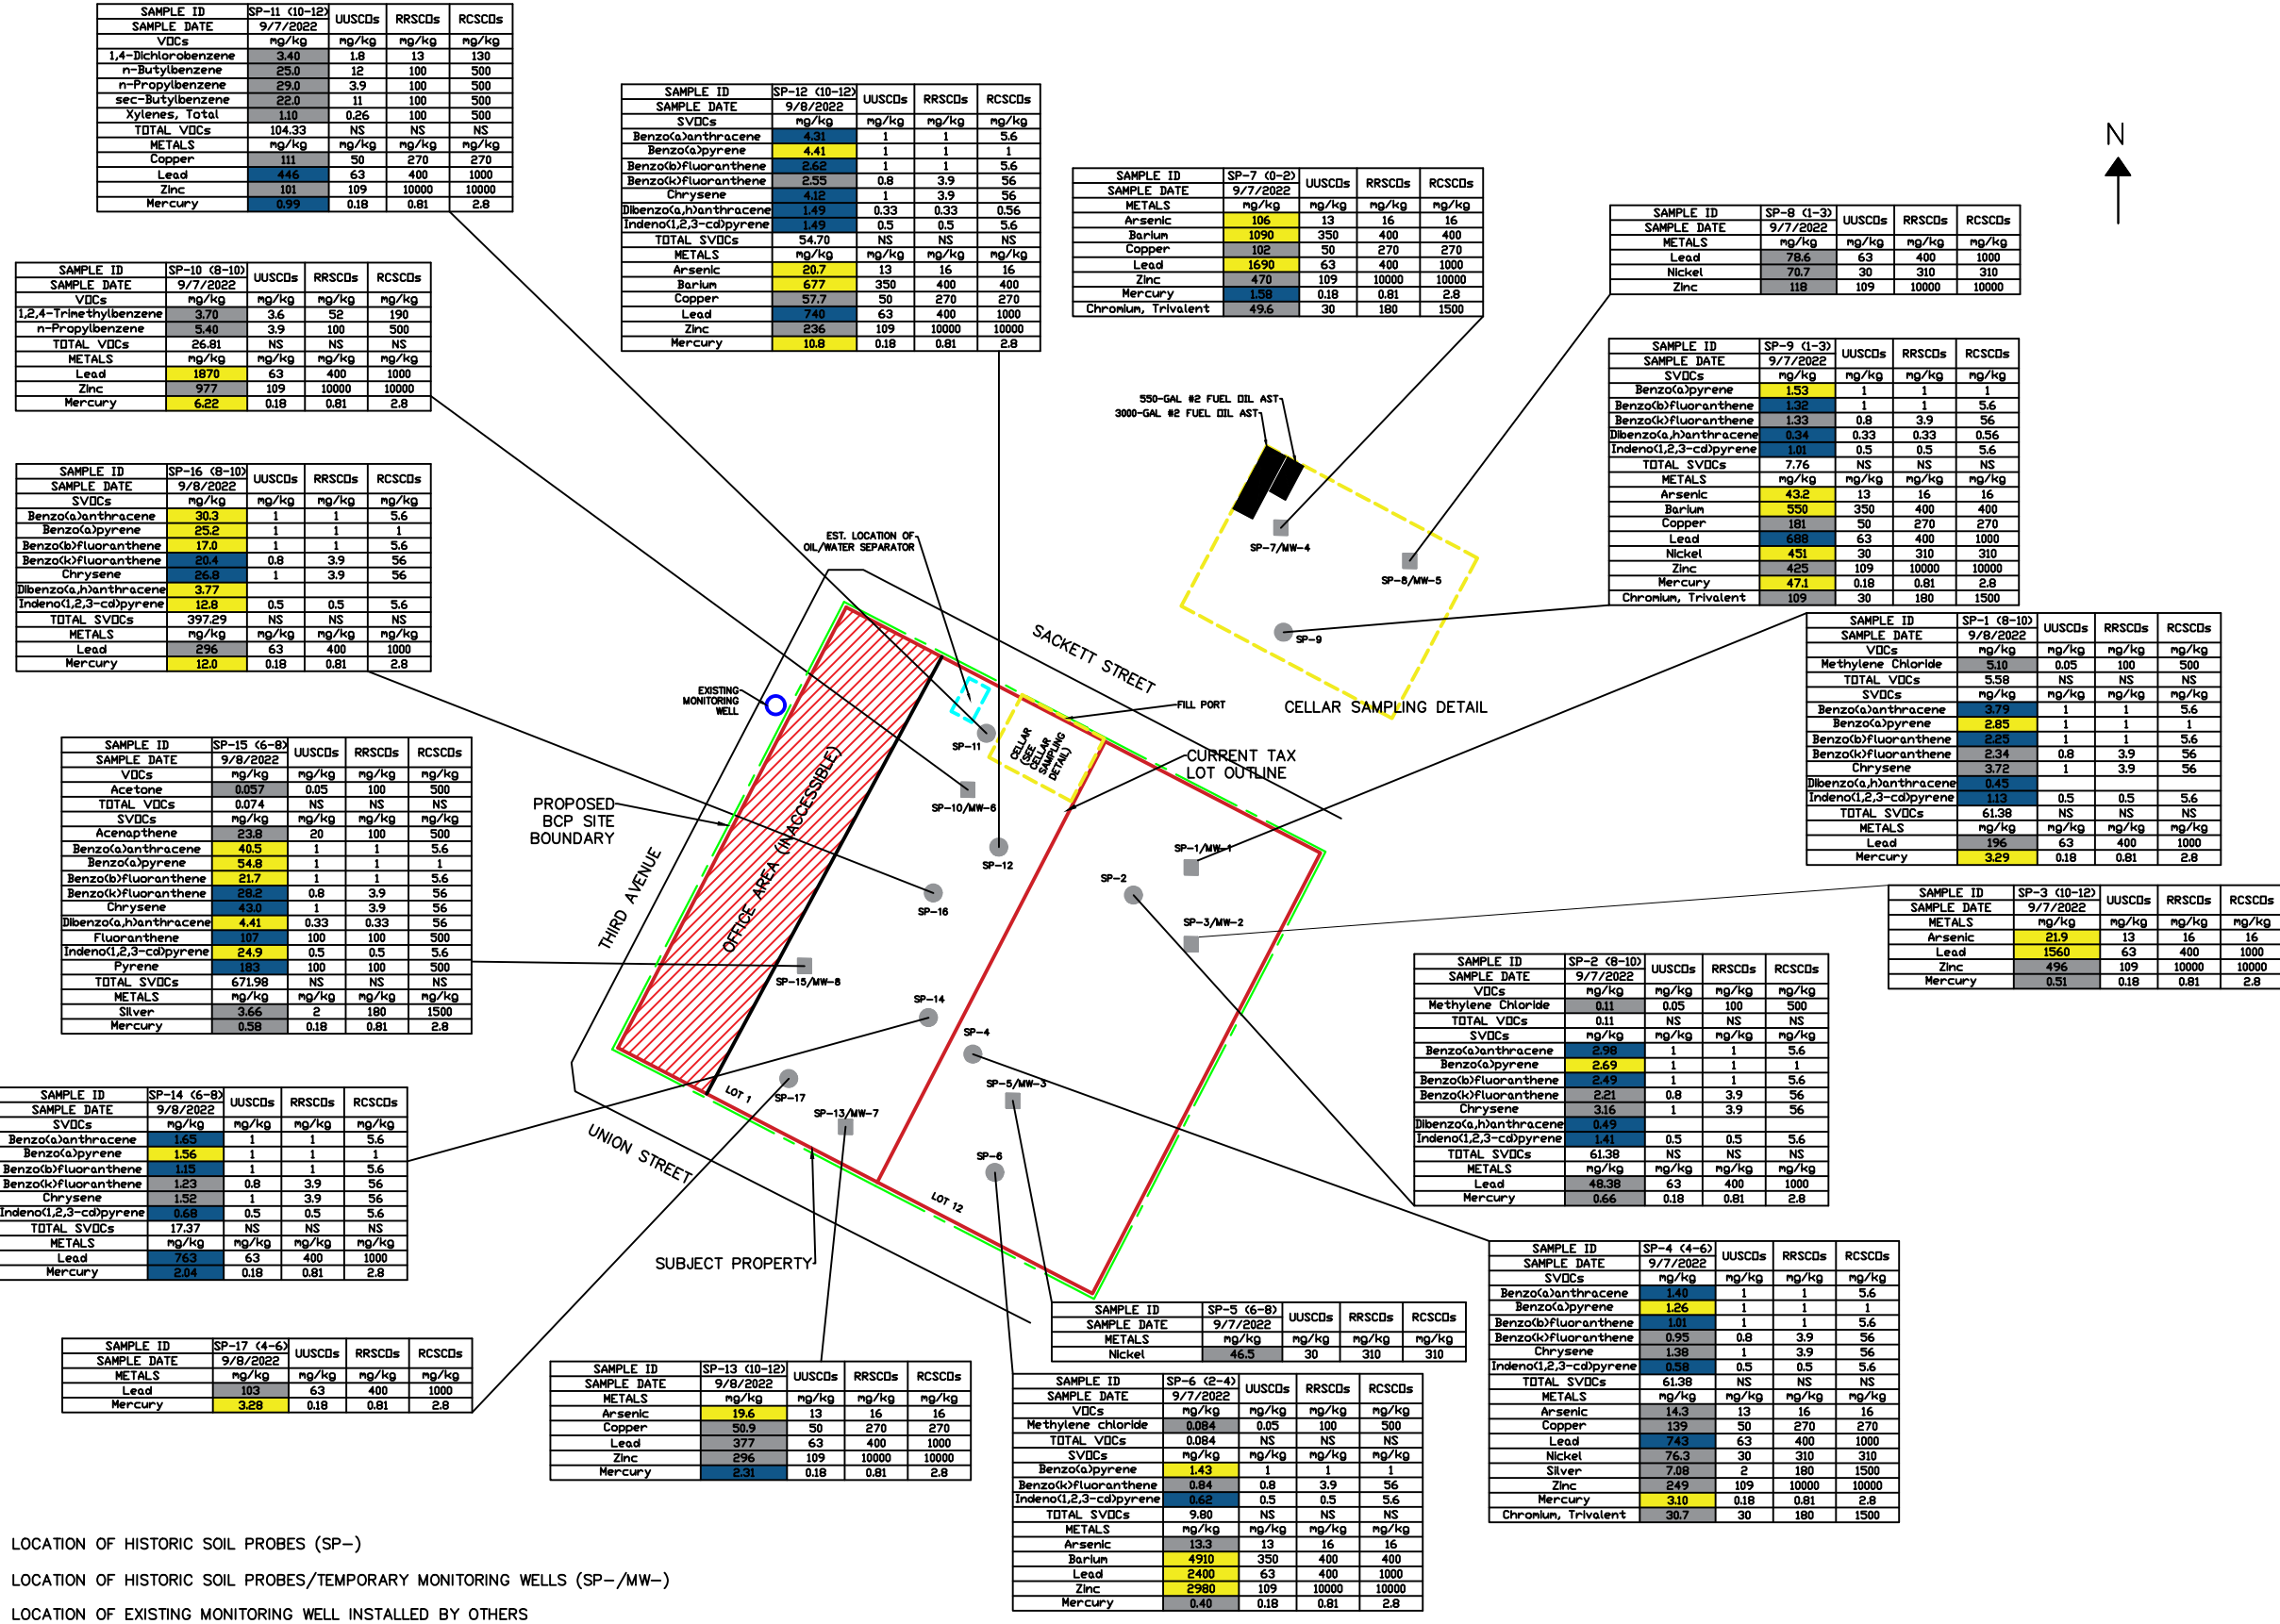 SAMPLE ID SP-11 (10-12) UUSCOs RRSCOs RCSCOs
SAMPLE DATE 9/7/2022
VOCs mg/kg mg/kg mg/kg mg/kg
1,4-Dichlorobenzene 3.40 1.8 13 130
n-Butylbenzene 25.0 12 100 500
n-Propylbenzene 29.0 3.9 100 500
sec-Butylbenzene 22.0 11 100 500
Xylenes, Total 1.10 0.26 100 500
TOTAL VOCs 104.33 NS NS NS
METALS mg/kg mg/kg mg/kg mg/kg
Copper 111 50 270 270
Lead 446 63 400 1000
Zinc 101 109 10000 10000
Mercury 0.99 0.18 0.81 2.8
SAMPLE ID SP-12 (10-12) UUSCOs RRSCOs RCSCOs
SAMPLE DATE 9/8/2022
SVOCs mg/kg mg/kg mg/kg mg/kg
Benzo(a)anthracene 4.31 1 1 5.6
Benzo(a)pyrene 4.41 1 1 1
Benzo(b)fluoranthene 2.62 1 1 5.6
Benzo(k)fluoranthene 2.55 0.8 3.9 56
Chrysene 4.12 1 3.9 56
Dibenzo(a,h)anthracene 1.49 0.33 0.33 0.56
Indeno(1,2,3-cd)pyrene 1.49 0.5 0.5 5.6
TOTAL SVOCs 54.70 NS NS NS
METALS mg/kg mg/kg mg/kg mg/kg
Arsenic 20.7 13 16 16
Barium 677 350 400 400
Copper 57.7 50 270 270
Lead 740 63 400 1000
Zinc 236 109 10000 10000
Mercury 10.8 0.18 0.81 2.8
SAMPLE ID SP-7 (0-2) UUSCOs RRSCOs RCSCOs
SAMPLE DATE 9/7/2022
METALS mg/kg mg/kg mg/kg mg/kg
Arsenic 106 13 16 16
Barium 1090 350 400 400
Copper 102 50 270 270
Lead 1690 63 400 1000
Zinc 470 109 10000 10000
Mercury 1.58 0.18 0.81 2.8
Chromium, Trivalent 49.6 30 180 1500
N
SAMPLE ID SP-8 (1-3) UUSCOs RRSCOs RCSCOs
SAMPLE DATE 9/7/2022
METALS mg/kg mg/kg mg/kg mg/kg
Lead 78.6 63 400 1000
Nickel 70.7 30 310 310
Zinc 118 109 10000 10000
SAMPLE ID SP-10 (8-10) UUSCOs RRSCOs RCSCOs
SAMPLE DATE 9/7/2022
VOCs mg/kg mg/kg mg/kg mg/kg
1,2,4-Trimethylbenzene 3.70 3.6 52 190
n-Propylbenzene 5.40 3.9 100 500
TOTAL VOCs 26.81 NS NS NS
METALS mg/kg mg/kg mg/kg mg/kg
Lead 1870 63 400 1000
Zinc 977 109 10000 10000
Mercury 6.22 0.18 0.81 2.8
SAMPLE ID SP-9 (1-3) UUSCOs RRSCOs RCSCOs
SAMPLE DATE 9/7/2022
SVOCs mg/kg mg/kg mg/kg mg/kg
Benzo(a)pyrene 1.53 1 1 1
Benzo(b)fluoranthene 1.32 1 1 5.6
Benzo(k)fluoranthene 1.33 0.8 3.9 56
Dibenzo(a,h)anthracene 0.34 0.33 0.33 0.56
Indeno(1,2,3-cd)pyrene 1.01 0.5 0.5 5.6
TOTAL SVOCs 7.76 NS NS NS
METALS mg/kg mg/kg mg/kg mg/kg
Arsenic 43.2 13 16 16
Barium 550 350 400 400
Copper 181 50 270 270
Lead 688 63 400 1000
Nickel 451 30 310 310
Zinc 425 109 10000 10000
Mercury 47.1 0.18 0.81 2.8
Chromium, Trivalent 109 30 180 1500
550-GAL #2 FUEL OIL AST
3000-GAL #2 FUEL OIL AST
SP-7/MW-4
SP-8/MW-5
SP-9
CELLAR SAMPLING DETAIL
SAMPLE ID SP-16 (8-10) UUSCOs RRSCOs RCSCOs
SAMPLE DATE 9/8/2022
SVOCs mg/kg mg/kg mg/kg mg/kg
Benzo(a)anthracene 30.3 1 1 5.6
Benzo(a)pyrene 25.2 1 1 1
Benzo(b)fluoranthene 17.0 1 1 5.6
Benzo(k)fluoranthene 20.4 0.8 3.9 56
Chrysene 26.8 1 3.9 56
Dibenzo(a,h)anthracene 3.77
Indeno(1,2,3-cd)pyrene 12.8 0.5 0.5 5.6
TOTAL SVOCs 397.29 NS NS NS
METALS mg/kg mg/kg mg/kg mg/kg
Lead 296 63 400 1000
Mercury 12.0 0.18 0.81 2.8
EST. LOCATION OF
OIL/WATER SEPARATOR
SACKETT STREET
EXISTING
MONITORING
WELL
FILL PORT
SP-11
CELLAR
(SEE
CELLAR
SAMPLING
DETAIL)
CURRENT TAX
LOT OUTLINE
SP-10/MW-6
PROPOSED
BCP SITE
BOUNDARY
OFFICE AREA (INACCESSIBLE)
THIRD AVENUE
SP-12
SP-1/MW-1
SP-2
SP-16
SP-3/MW-2
SP-15/MW-8
SP-14
SP-4
SP-5/MW-3
SP-17
SP-13/MW-7
LOT 1
UNION STREET
SP-6
LOT 12
SUBJECT PROPERTY
SAMPLE ID SP-1 (8-10) UUSCOs RRSCOs RCSCOs
SAMPLE DATE 9/8/2022
VOCs mg/kg mg/kg mg/kg mg/kg
Methylene Chloride 5.10 0.05 100 500
TOTAL VOCs 5.58 NS NS NS
SVOCs mg/kg mg/kg mg/kg mg/kg
Benzo(a)anthracene 3.79 1 1 5.6
Benzo(a)pyrene 2.85 1 1 1
Benzo(b)fluoranthene 2.25 1 1 5.6
Benzo(k)fluoranthene 2.34 0.8 3.9 56
Chrysene 3.72 1 3.9 56
Dibenzo(a,h)anthracene 0.45
Indeno(1,2,3-cd)pyrene 1.13 0.5 0.5 5.6
TOTAL SVOCs 61.38 NS NS NS
METALS mg/kg mg/kg mg/kg mg/kg
Lead 196 63 400 1000
Mercury 3.29 0.18 0.81 2.8
SAMPLE ID SP-15 (6-8) UUSCOs RRSCOs RCSCOs
SAMPLE DATE 9/8/2022
VOCs mg/kg mg/kg mg/kg mg/kg
Acetone 0.057 0.05 100 500
TOTAL VOCs 0.074 NS NS NS
SVOCs mg/kg mg/kg mg/kg mg/kg
Acenapthene 23.8 20 100 500
Benzo(a)anthracene 40.5 1 1 5.6
Benzo(a)pyrene 54.8 1 1 1
Benzo(b)fluoranthene 21.7 1 1 5.6
Benzo(k)fluoranthene 28.2 0.8 3.9 56
Chrysene 43.0 1 3.9 56
Dibenzo(a,h)anthracene 4.41 0.33 0.33 56
Fluoranthene 107 100 100 500
Indeno(1,2,3-cd)pyrene 24.9 0.5 0.5 5.6
Pyrene 183 100 100 500
TOTAL SVOCs 671.98 NS NS NS
METALS mg/kg mg/kg mg/kg mg/kg
Silver 3.66 2 180 1500
Mercury 0.58 0.18 0.81 2.8
SAMPLE ID SP-3 (10-12) UUSCOs RRSCOs RCSCOs
SAMPLE DATE 9/7/2022
METALS mg/kg mg/kg mg/kg mg/kg
Arsenic 21.9 13 16 16
Lead 1560 63 400 1000
Zinc 496 109 10000 10000
Mercury 0.51 0.18 0.81 2.8
SAMPLE ID SP-2 (8-10) UUSCOs RRSCOs RCSCOs
SAMPLE DATE 9/7/2022
VOCs mg/kg mg/kg mg/kg mg/kg
Methylene Chloride 0.11 0.05 100 500
TOTAL VOCs 0.11 NS NS NS
SVOCs mg/kg mg/kg mg/kg mg/kg
Benzo(a)anthracene 2.98 1 1 5.6
Benzo(a)pyrene 2.69 1 1 1
Benzo(b)fluoranthene 2.49 1 1 5.6
Benzo(k)fluoranthene 2.21 0.8 3.9 56
Chrysene 3.16 1 3.9 56
Dibenzo(a,h)anthracene 0.49
Indeno(1,2,3-cd)pyrene 1.41 0.5 0.5 5.6
TOTAL SVOCs 61.38 NS NS NS
METALS mg/kg mg/kg mg/kg mg/kg
Lead 48.38 63 400 1000
Mercury 0.66 0.18 0.81 2.8
SAMPLE ID SP-14 (6-8) UUSCOs RRSCOs RCSCOs
SAMPLE DATE 9/8/2022
SVOCs mg/kg mg/kg mg/kg mg/kg
Benzo(a)anthracene 1.65 1 1 5.6
Benzo(a)pyrene 1.56 1 1 1
Benzo(b)fluoranthene 1.15 1 1 5.6
Benzo(k)fluoranthene 1.23 0.8 3.9 56
Chrysene 1.52 1 3.9 56
Indeno(1,2,3-cd)pyrene 0.68 0.5 0.5 5.6
TOTAL SVOCs 17.37 NS NS NS
METALS mg/kg mg/kg mg/kg mg/kg
Lead 763 63 400 1000
Mercury 2.04 0.18 0.81 2.8
SAMPLE ID SP-4 (4-6) UUSCOs RRSCOs RCSCOs
SAMPLE DATE 9/7/2022
SVOCs mg/kg mg/kg mg/kg mg/kg
Benzo(a)anthracene 1.40 1 1 5.6
Benzo(a)pyrene 1.26 1 1 1
Benzo(b)fluoranthene 1.01 1 1 5.6
Benzo(k)fluoranthene 0.95 0.8 3.9 56
Chrysene 1.38 1 3.9 56
Indeno(1,2,3-cd)pyrene 0.58 0.5 0.5 5.6
TOTAL SVOCs 61.38 NS NS NS
METALS mg/kg mg/kg mg/kg mg/kg
Arsenic 14.3 13 16 16
Copper 139 50 270 270
Lead 743 63 400 1000
Nickel 76.3 30 310 310
Silver 7.08 2 180 1500
Zinc 249 109 10000 10000
Mercury 3.10 0.18 0.81 2.8
Chromium, Trivalent 30.7 30 180 1500
SAMPLE ID SP-5 (6-8) UUSCOs RRSCOs RCSCOs
SAMPLE DATE 9/7/2022
METALS mg/kg mg/kg mg/kg mg/kg
Nickel 46.5 30 310 310
SAMPLE ID SP-17 (4-6) UUSCOs RRSCOs RCSCOs
SAMPLE DATE 9/8/2022
METALS mg/kg mg/kg mg/kg mg/kg
Lead 103 63 400 1000
Mercury 3.28 0.18 0.81 2.8
SAMPLE ID SP-13 (10-12) UUSCOs RRSCOs RCSCOs
SAMPLE DATE 9/8/2022
METALS mg/kg mg/kg mg/kg mg/kg
Arsenic 19.6 13 16 16
Copper 50.9 50 270 270
Lead 377 63 400 1000
Zinc 296 109 10000 10000
Mercury 2.31 0.18 0.81 2.8
SAMPLE ID SP-6 (2-4) UUSCOs RRSCOs RCSCOs
SAMPLE DATE 9/7/2022
VOCs mg/kg mg/kg mg/kg mg/kg
Methylene chloride 0.084 0.05 100 500
TOTAL VOCs 0.084 NS NS NS
SVOCs mg/kg mg/kg mg/kg mg/kg
Benzo(a)pyrene 1.43 1 1 1
Benzo(k)fluoranthene 0.84 0.8 3.9 56
Indeno(1,2,3-cd)pyrene 0.62 0.5 0.5 5.6
TOTAL SVOCs 9.80 NS NS NS
METALS mg/kg mg/kg mg/kg mg/kg
Arsenic 13.3 13 16 16
Barium 4910 350 400 400
Lead 2400 63 400 1000
Zinc 2980 109 10000 10000
Mercury 0.40 0.18 0.81 2.8
LOCATION OF HISTORIC SOIL PROBES (SP-)
LOCATION OF HISTORIC SOIL PROBES/TEMPORARY MONITORING WELLS (SP-/MW-)
LOCATION OF EXISTING MONITORING WELL INSTALLED BY OTHERS